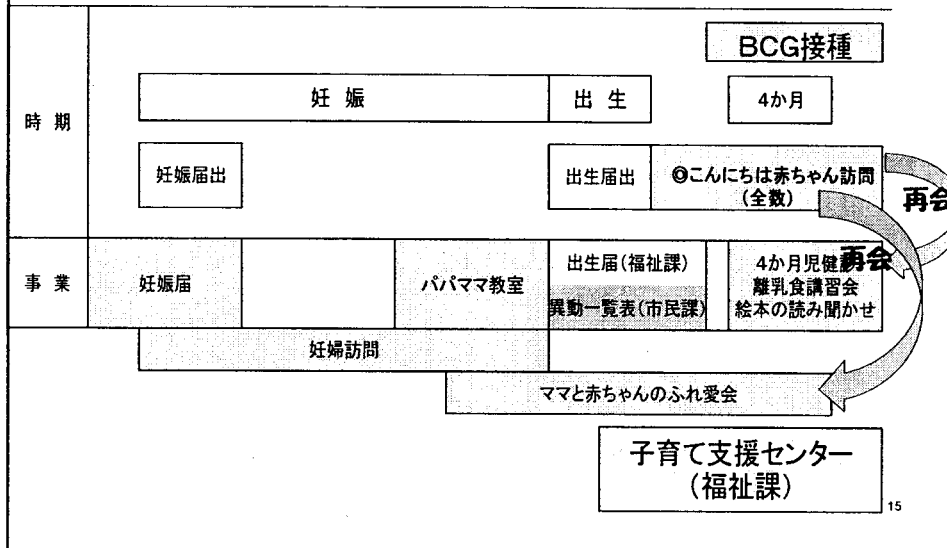 BCG接種
時 期
妊 娠
出 生
4か月
妊娠届出
出生届出
◎こんにちは赤ちゃん訪問
(全数)
再会
再会
事 業
妊娠届
パパママ教室
出生届(福祉課)
異動一覧表(市民課)
4か月児健
離乳食講習会
絵本の読み聞かせ
妊婦訪問
ママと赤ちゃんのふれ愛会
子育て支援センター
(福祉課)
15